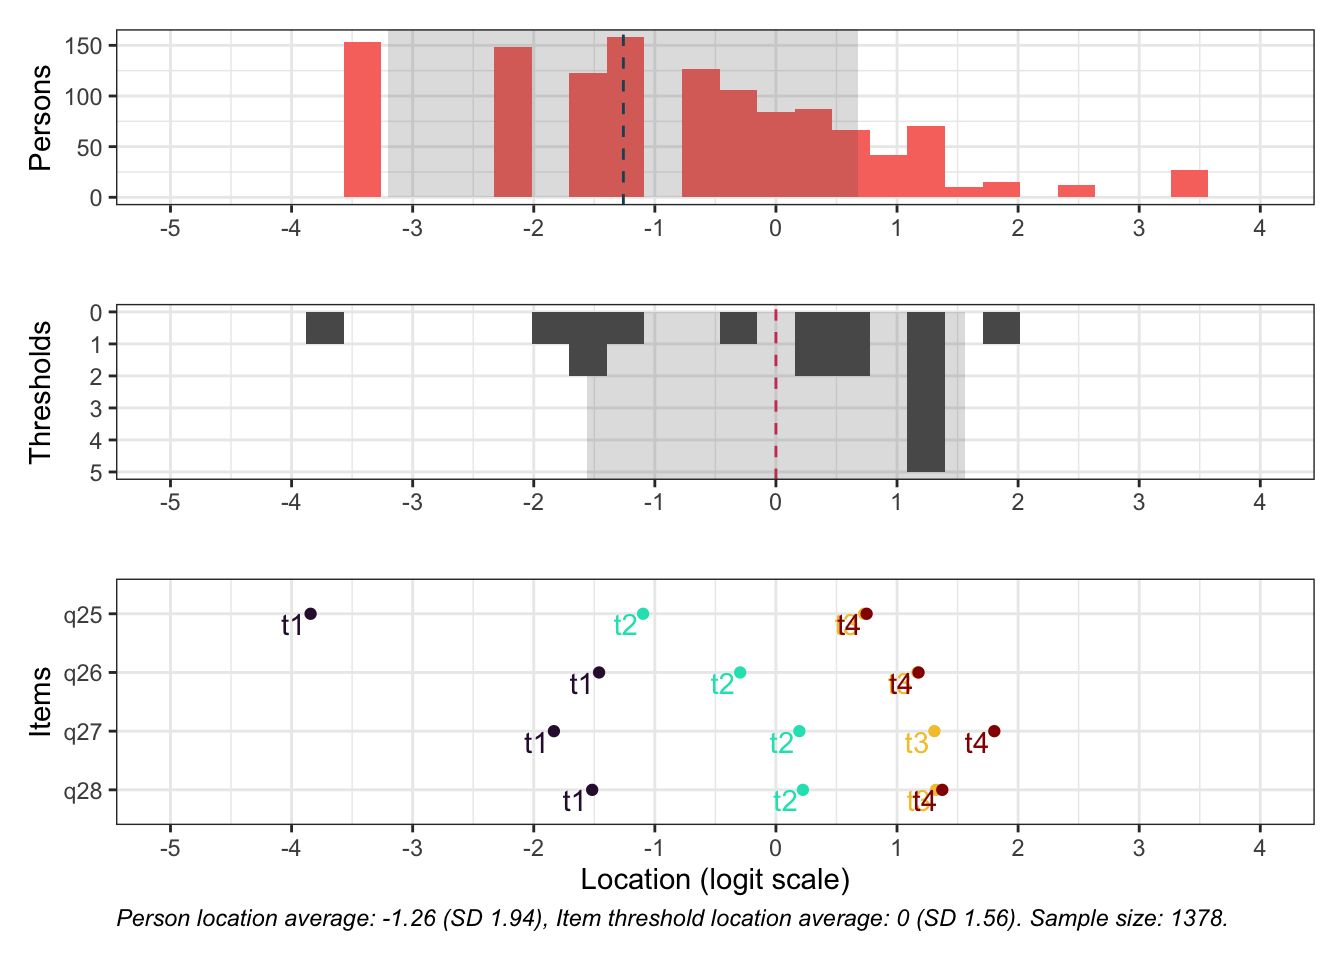 Persons
150
100
50
0
-5 -4 -3 -2 -1 0 1 2 3 4
Thresholds
0
1
2
3
4
5
-5 -4 -3 -2 -1 0 1 2 3 4
Items
q25 t1 t2 t3 t4
q26 t1 t2 t3 t4
q27 t1 t2 t3 t4
q28 t1 t2 t3 t4
-5 -4 -3 -2 -1 0 1 2 3 4
Location (logit scale)
Person location average: -1.26 (SD 1.94), Item threshold location average: 0 (SD 1.56). Sample size: 1378.